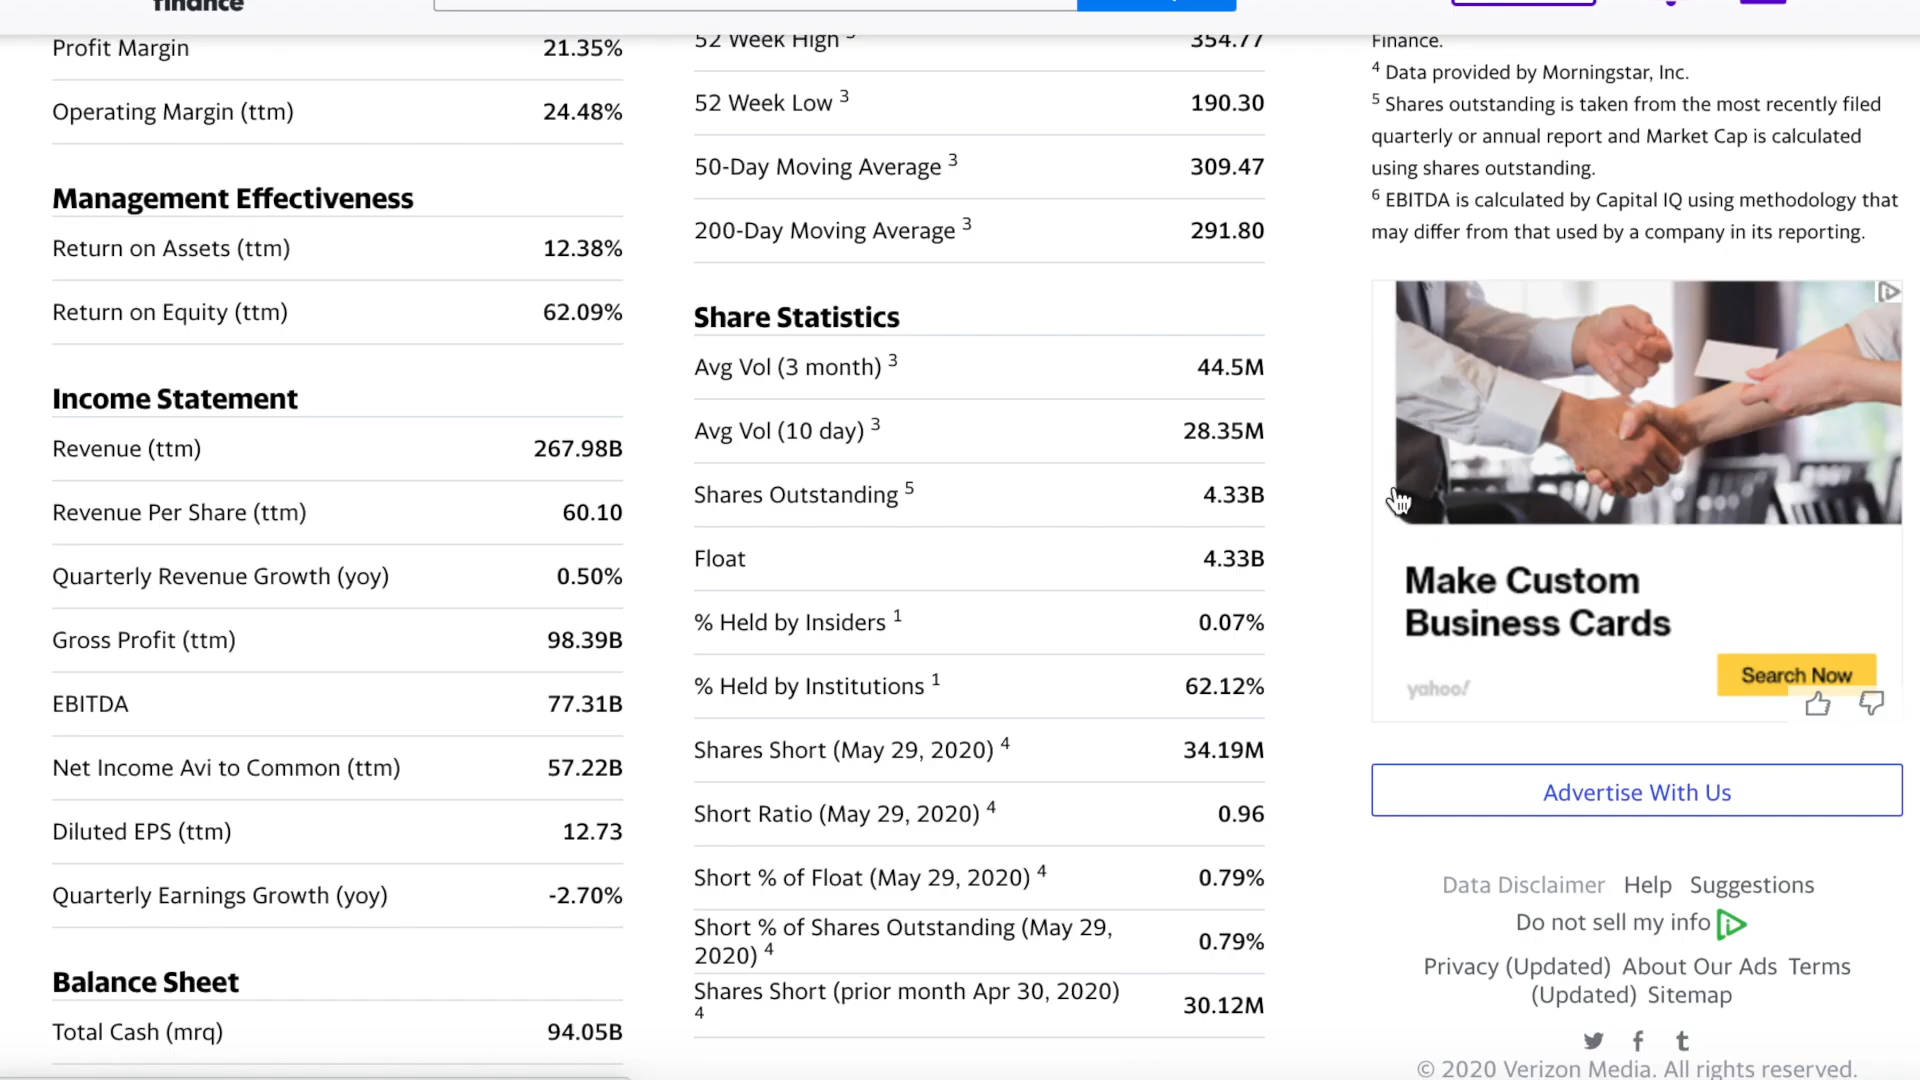 finance
Profit Margin 21.35%
Operating Margin (ttm) 24.48%
Management Effectiveness
Return on Assets (ttm) 12.38%
Return on Equity (ttm) 62.09%
Income Statement
Revenue (ttm) 267.98B
Revenue Per Share (ttm) 60.10
Quarterly Revenue Growth (yoy) 0.50%
Gross Profit (ttm) 98.39B
EBITDA 77.31B
Net Income Avi to Common (ttm) 57.22B
Diluted EPS (ttm) 12.73
Quarterly Earnings Growth (yoy) -2.70%
Balance Sheet
Total Cash (mrq) 94.05B
52 Week High 3 354.77
52 Week Low 3 190.30
50-Day Moving Average 3 309.47
200-Day Moving Average 3 291.80
Share Statistics
Avg Vol (3 month) 3 44.5M
Avg Vol (10 day) 3 28.35M
Shares Outstanding 5 4.33B
Float 4.33B
% Held by Insiders 1 0.07%
% Held by Institutions 1 62.12%
Shares Short (May 29, 2020) 4 34.19M
Short Ratio (May 29, 2020) 4 0.96
Short % of Float (May 29, 2020) 4 0.79%
Short % of Shares Outstanding (May 29,
2020) 4 0.79%
Shares Short (prior month Apr 30, 2020)
4 30.12M
Finance.
4 Data provided by Morningstar, Inc.
5 Shares outstanding is taken from the most recently filed
quarterly or annual report and Market Cap is calculated
using shares outstanding.
6 EBITDA is calculated by Capital IQ using methodology that
may differ from that used by a company in its reporting.
Make Custom
Business Cards
yahoo!
Search Now
Advertise With Us
Data Disclaimer Help Suggestions
Do not sell my info
Privacy (Updated) About Our Ads Terms
(Updated) Sitemap
© 2020 Verizon Media. All rights reserved.